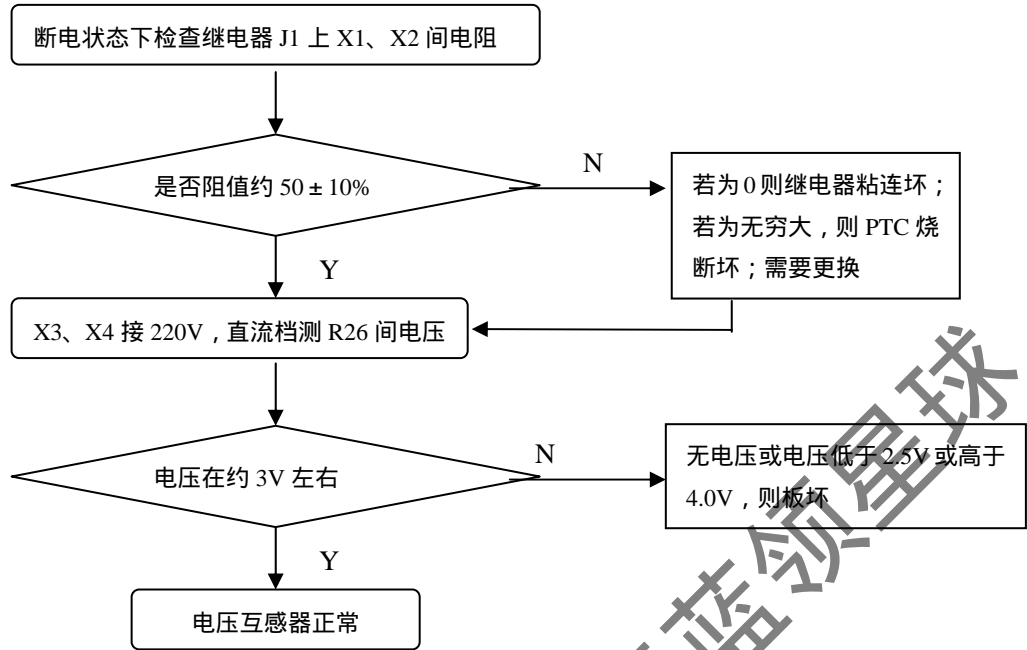 断电状态下检查继电器 J1 上 X1、X2 间电阻
是否阻值约 50 ± 10%
N
若为 0 则继电器粘连坏；
若为无穷大，则 PTC 烧
断坏；需要更换
Y
X3、X4 接 220V，直流档测 R26 间电压
电压在约 3V 左右
N
无电压或电压低于 2.5V 或高于
4.0V，则板坏
Y
电压互感器正常
蓝领星球